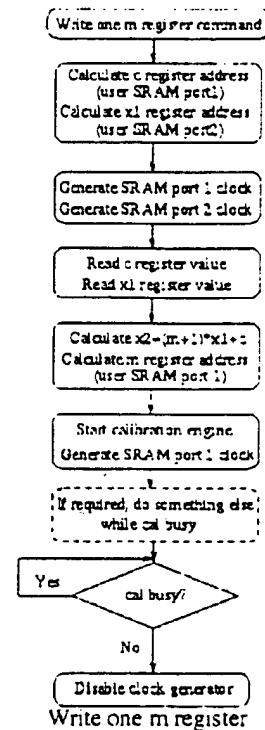 Write one m register command
Calculate c register address
(user SRAM port1)
Calculate x1 register address
(user SRAM port2)
Generate SRAM port 1 clock
Generate SRAM port 2 clock
Read c register value
Read x1 register value
Calculate x2=(m+1)*x1+c
Calculate m register address
(user SRAM port 1)
Start calibration engine
Generate SRAM port 1 clock
If required, do something else
while cal busy
Yes
cal busy?
No
Disable clock generator
Write one m register